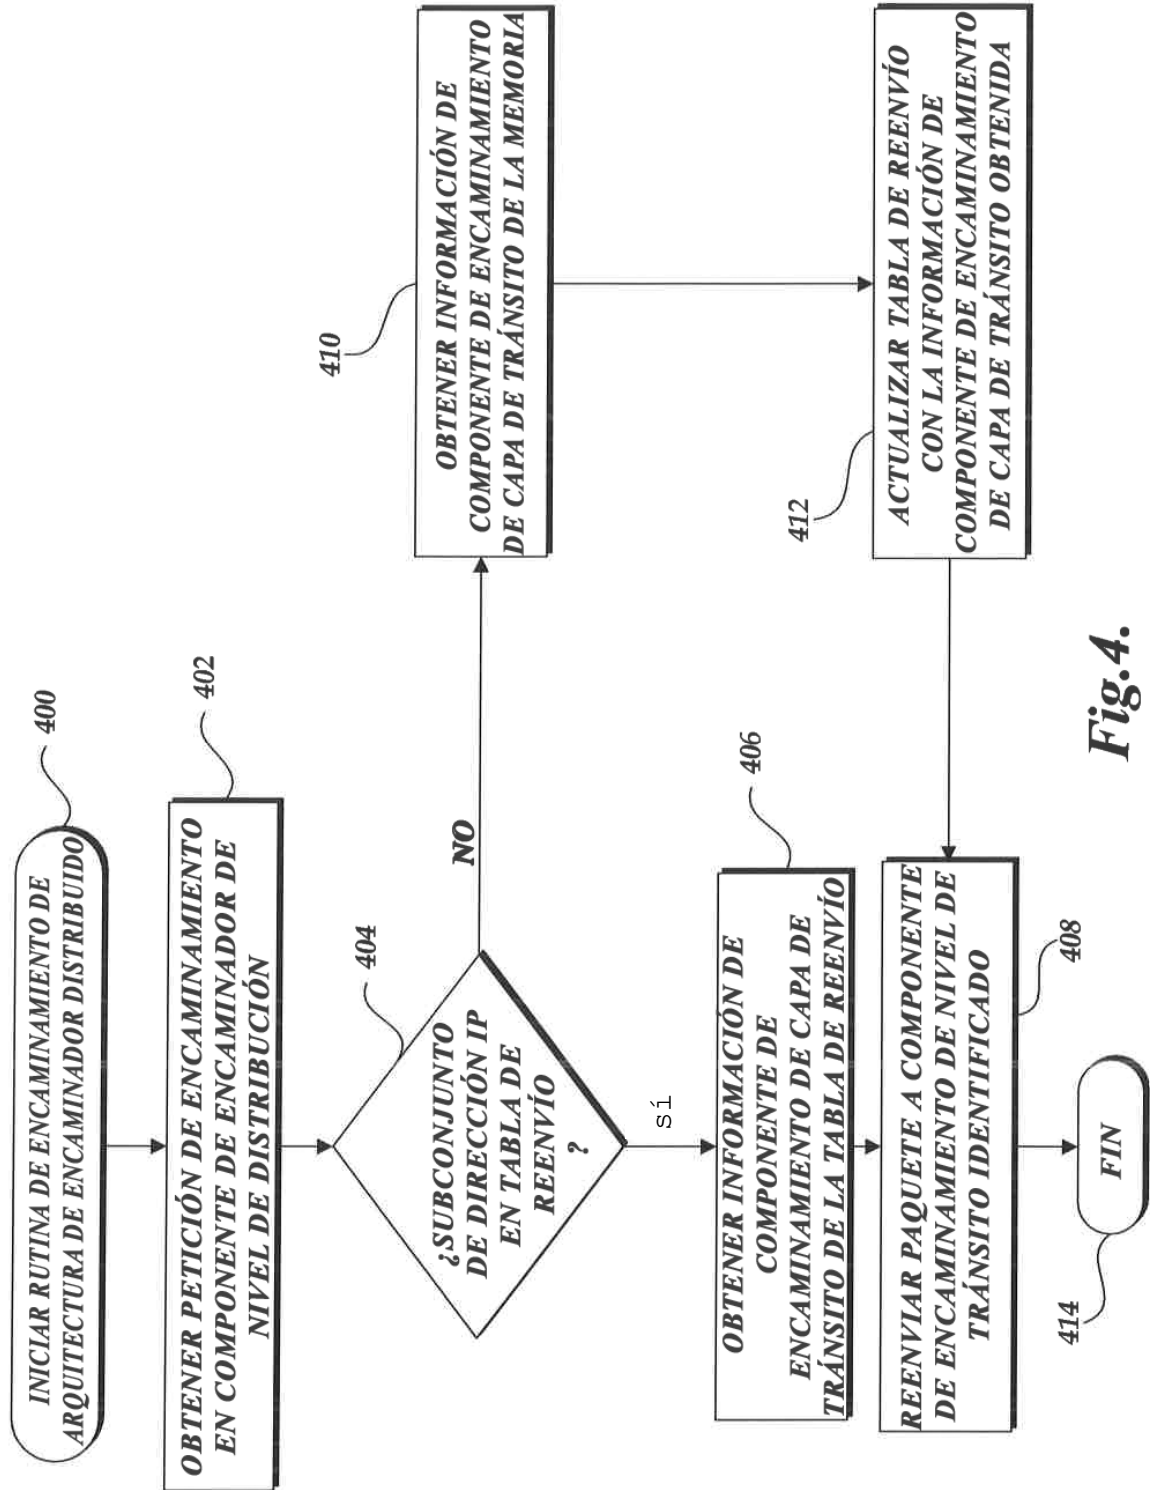 400
INICIAR RUTINA DE ENCAMINAMIENTO DE
ARQUITECTURA DE ENCAMINADOR DISTRIBUIDO
402
OBTENER PETICIÓN DE ENCAMINAMIENTO
EN COMPONENTE DE ENCAMINADOR DE
NIVEL DE DISTRIBUCIÓN
404
¿SUBCONJUNTO
DE DIRECCIÓN IP
EN TABLA DE
REENVÍO
?
NO
sí
410
OBTENER INFORMACIÓN DE
COMPONENTE DE ENCAMINAMIENTO
DE CAPA DE TRÁNSITO DE LA MEMORIA
406
OBTENER INFORMACIÓN DE
COMPONENTE DE
ENCAMINAMIENTO DE CAPA DE
TRÁNSITO DE LA TABLA DE REENVÍO
412
ACTUALIZAR TABLA DE REENVÍO
CON LA INFORMACIÓN DE
COMPONENTE DE ENCAMINAMIENTO
DE CAPA DE TRÁNSITO OBTENIDA
REENVIAR PAQUETE A COMPONENTE
DE ENCAMINAMIENTO DE NIVEL DE
TRÁNSITO IDENTIFICADO
408
FIN
414
Fig.4.